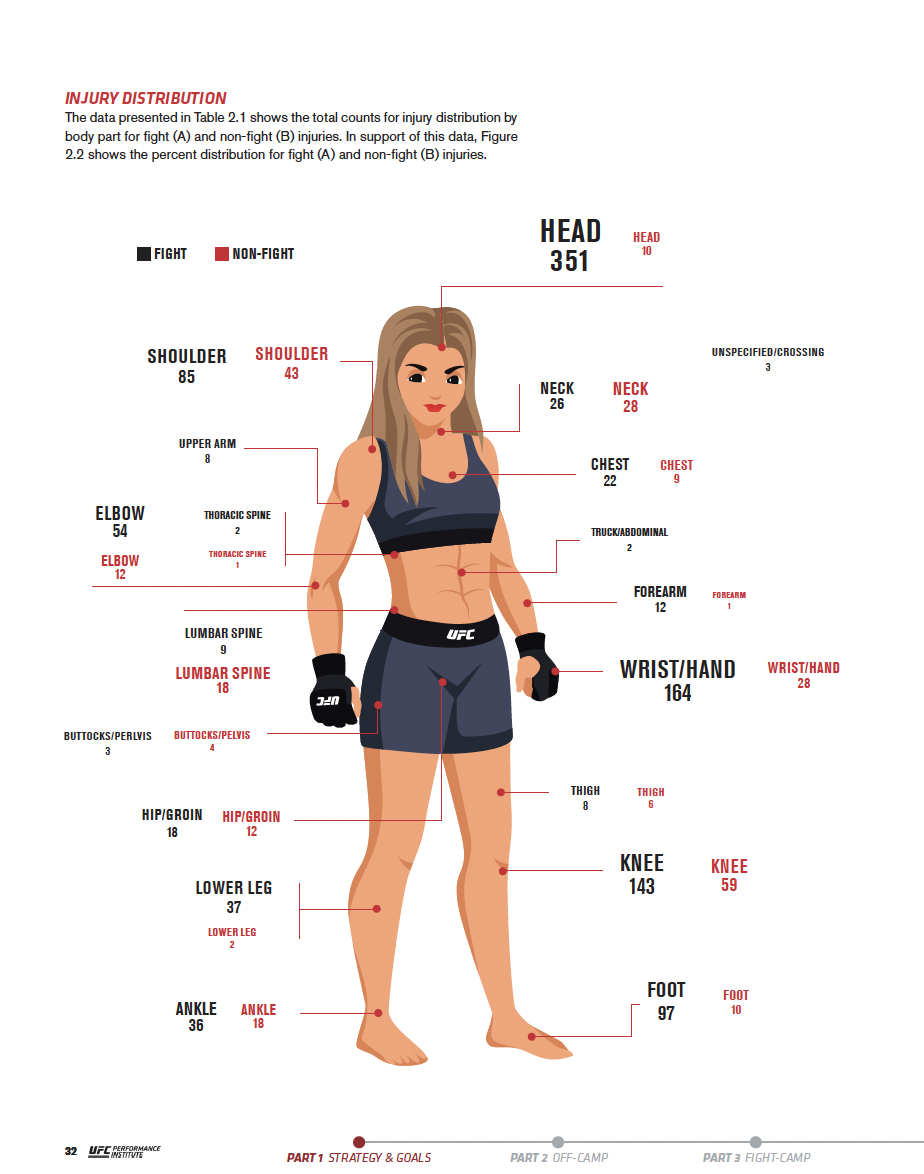 INJURY DISTRIBUTION
The data presented in Table 2.1 shows the total counts for injury distribution by
body part for fight (A) and non-fight (B) injuries. In support of this data, Figure
2.2 shows the percent distribution for fight (A) and non-fight (B) injuries.
FIGHT NON-FIGHT
HEAD HEAD
351 10
SHOULDER SHOULDER
85 43
UNSPECIFIED/CROSSING
3
NECK NECK
26 28
UPPER ARM
8
CHEST CHEST
22 9
ELBOW
54
ELBOW
12
THORACIC SPINE
2
THORACIC SPINE
1
TRUCK/ABDOMINAL
2
FOREARM FOREARM
12 1
LUMBAR SPINE
9
LUMBAR SPINE
18
UFC
WRIST/HAND WRIST/HAND
164 28
UFC
BUTTOCKS/PERLVIS BUTTOCKS/PELVIS
3 4
THIGH THIGH
8 6
HIP/GROIN HIP/GROIN
18 12
KNEE KNEE
143 59
LOWER LEG
37
LOWER LEG
2
FOOT FOOT
97 10
ANKLE ANKLE
36 18
32 UFC PERFORMANCE
INSTITUTE
PART 1 STRATEGY & GOALS PART 2 OFF-CAMP PART 3 FIGHT-CAMP